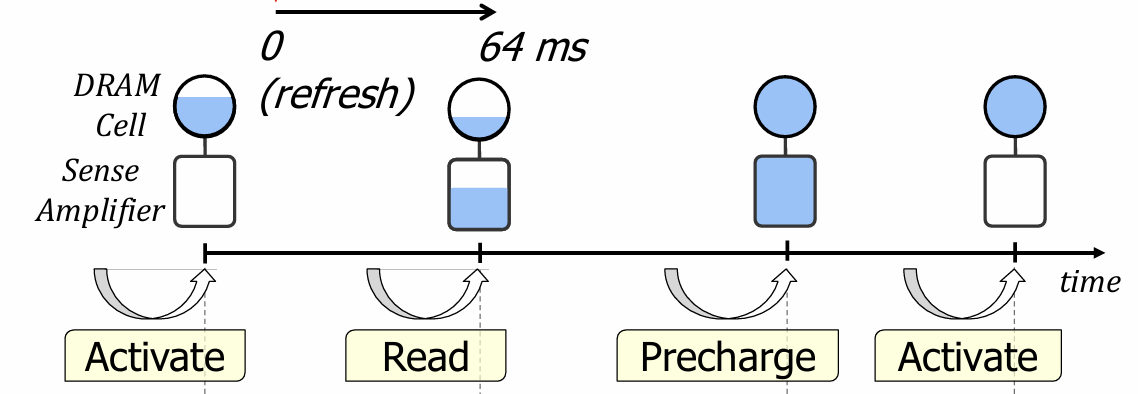 0
64 ms
(refresh)
DRAM
Cell
Sense
Amplifier
time
Activate
Read
Precharge
Activate